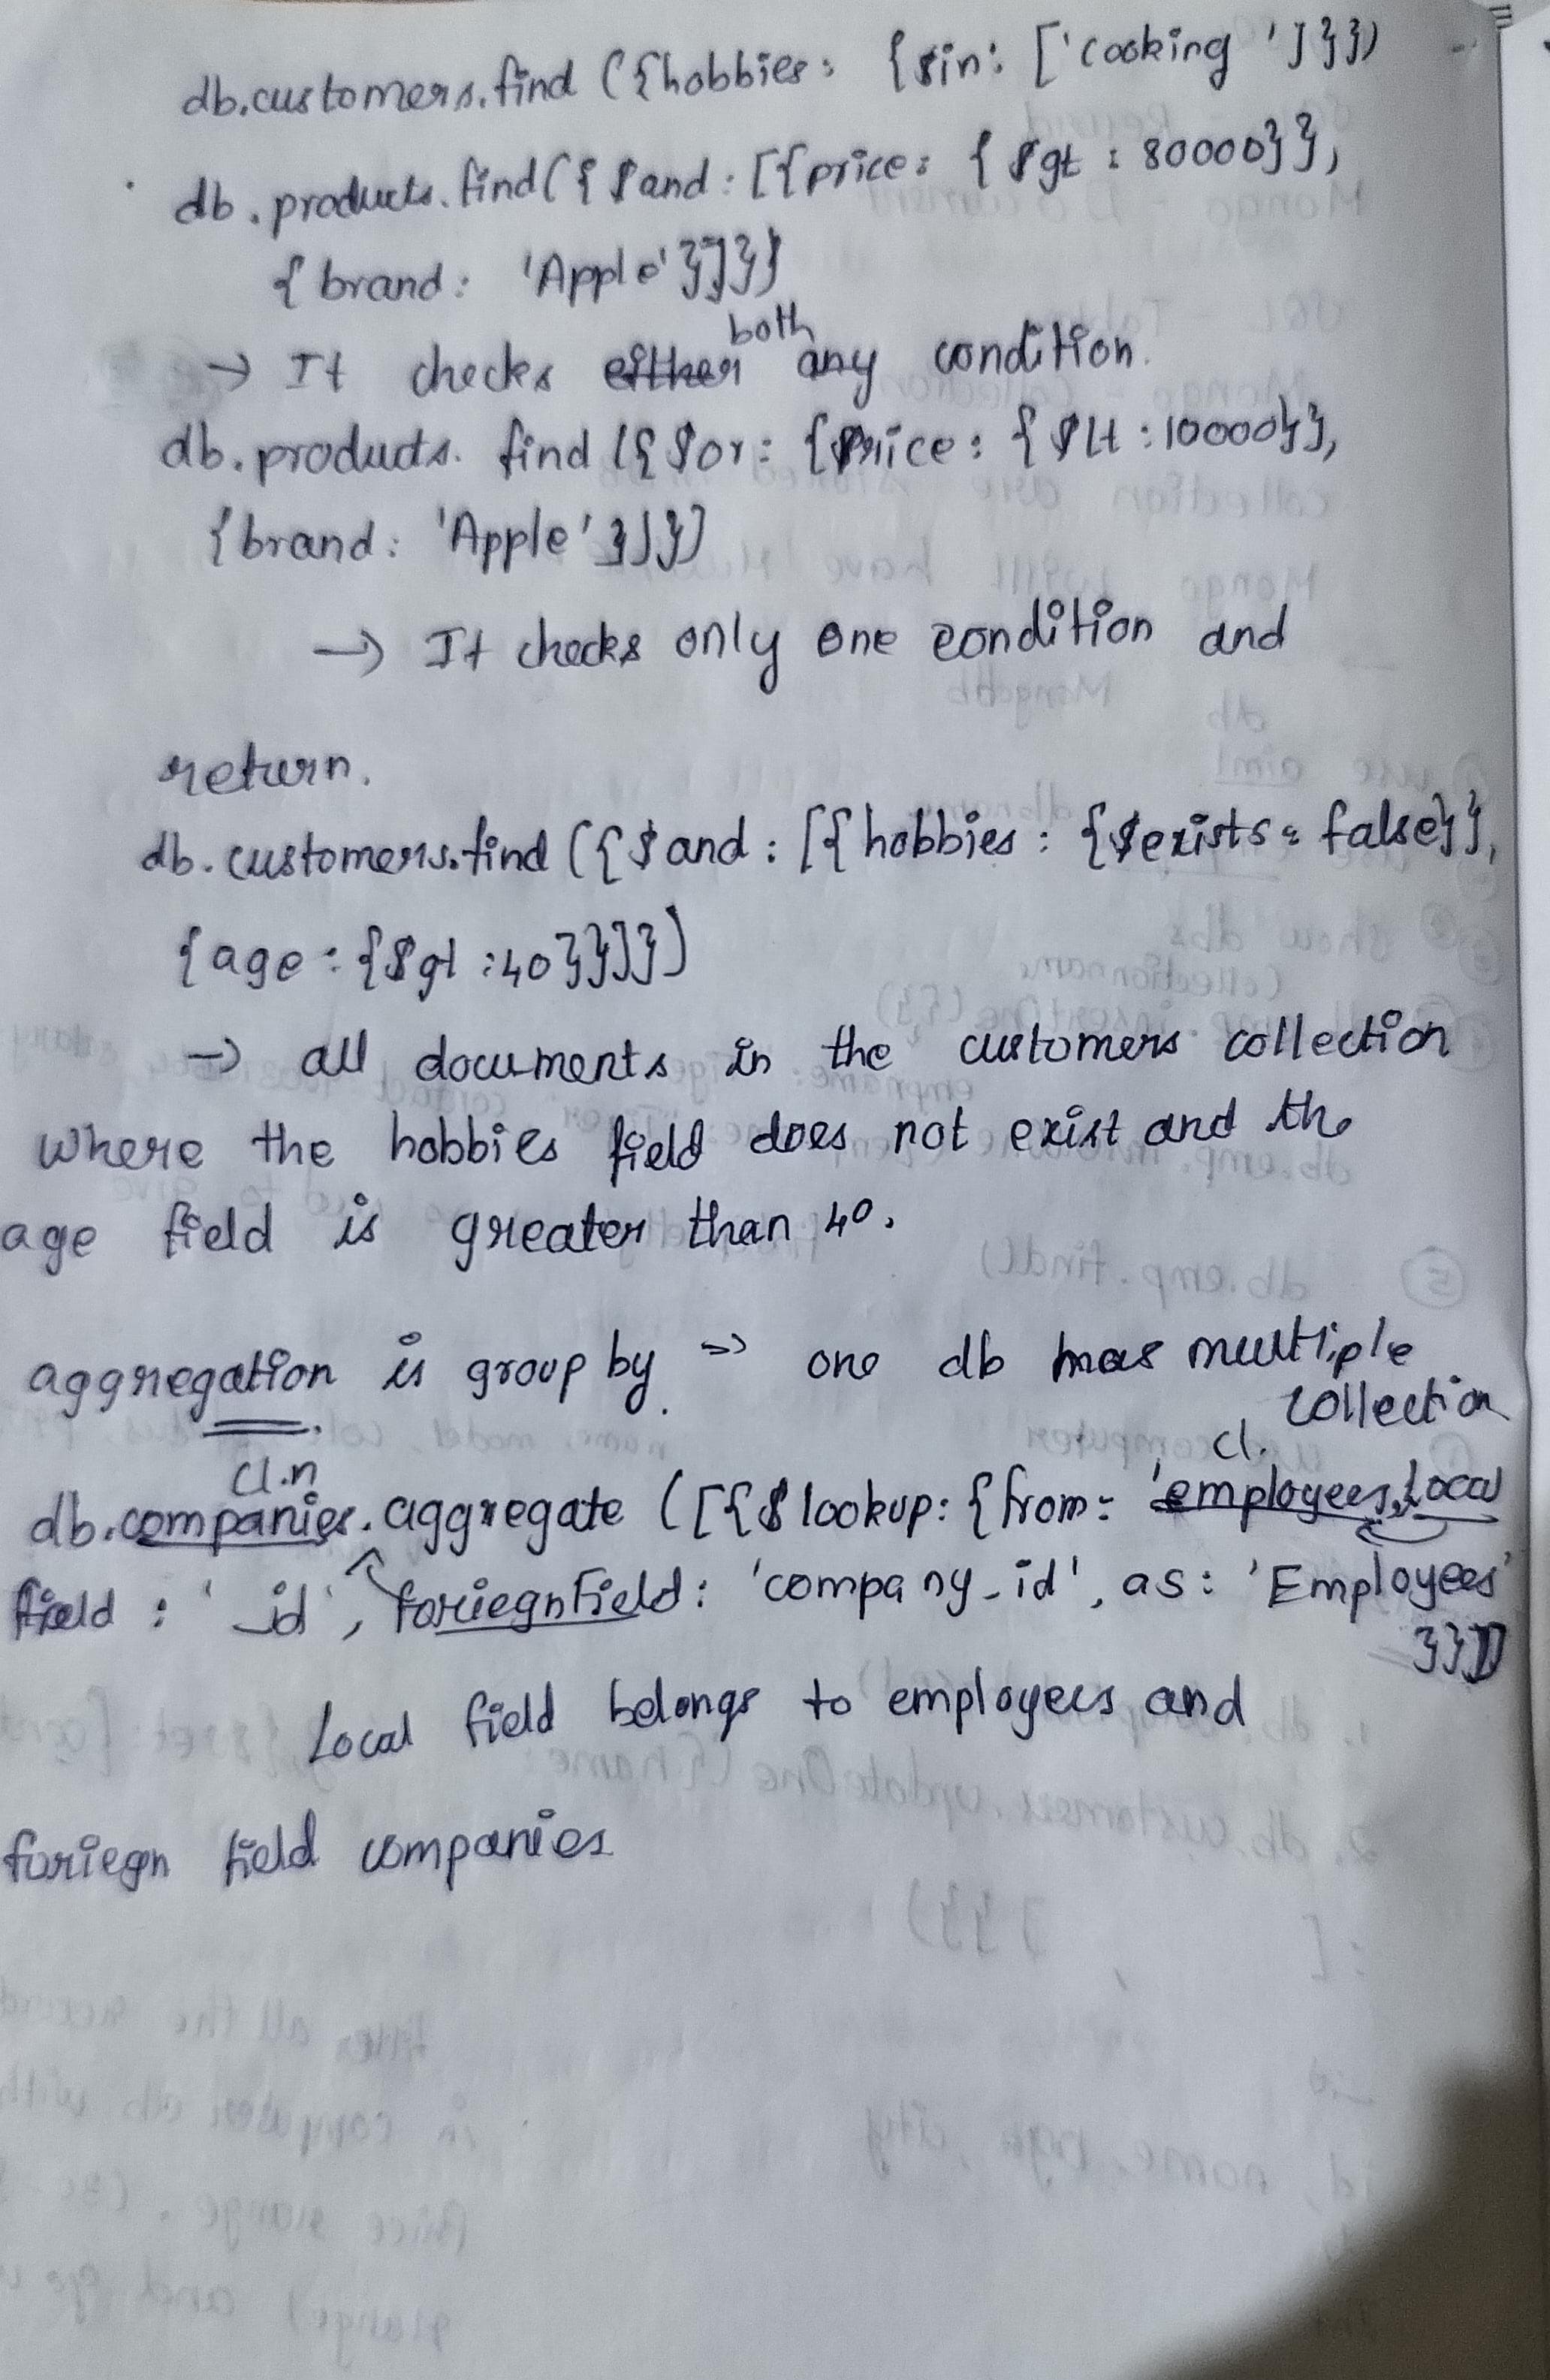 db.customers.find ({hobbies: {$in: ['cooking']}})
db.products.find({ $and: [{price: { $gt : 80000}},
{ brand: 'Apple'}]})
both
→ It checks either any condition.
db.products. find ({ $or: {Price: { $lt : 10000}},
{brand: 'Apple' }]})
→ It checks only one condition and
return.
db.customers.find ({$and: [{hobbies: {$exists: false}},
{age: {$gt :40}}]})
→ all documents in the customers collection
where the hobbies field does not exist and the
age field is greater than 40.
aggregation is group by. => one db has multiple
collection
cl.n cl.
db.companies.aggregate ([{$lookup: {from: 'employees, Local
field : '_id', foriegnField: 'company_id', as: 'Employees'
}}])
Local field belongs to employees and
foriegn field companies